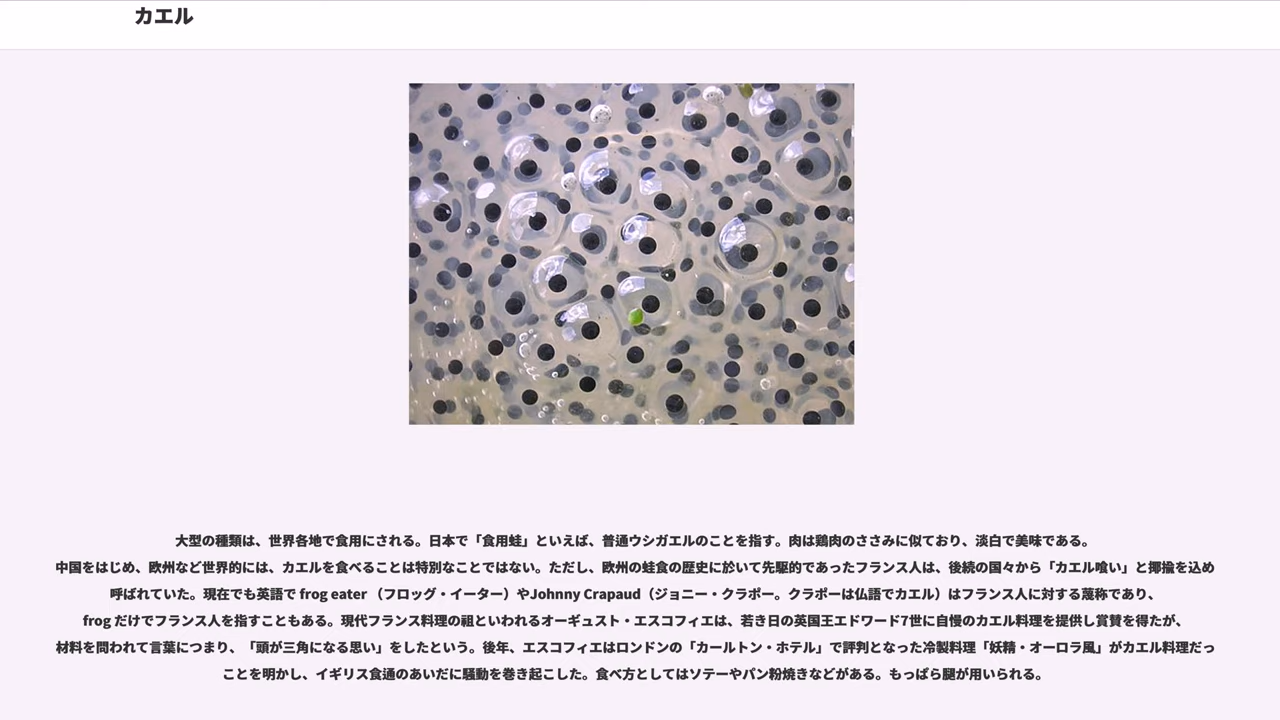 カエル
大型の種類は、世界各地で食用にされる。日本で「食用蛙」といえば、普通ウシガエルのことを指す。肉は鶏肉のささみに似ており、淡白で美味である。
中国をはじめ、欧州など世界的には、カエルを食べることは特別なことではない。ただし、欧州の蛙食の歴史に於いて先駆的であったフランス人は、後続の国々から「カエル喰い」と揶揄を込め
呼ばれていた。現在でも英語で frog eater （フロッグ・イーター）やJohnny Crapaud（ジョニー・クラポー。クラポーは仏語でカエル）はフランス人に対する蔑称であり、
frog だけでフランス人を指すこともある。現代フランス料理の祖といわれるオーギュスト・エスコフィエは、若き日の英国王エドワード7世に自慢のカエル料理を提供し賞賛を得たが、
材料を問われて言葉につまり、「頭が三角になる思い」をしたという。後年、エスコフィエはロンドンの「カールトン・ホテル」で評判となった冷製料理「妖精・オーロラ風」がカエル料理だっ
ことを明かし、イギリス食通のあいだに騒動を巻き起こした。食べ方としてはソテーやパン粉焼きなどがある。もっぱら腿が用いられる。